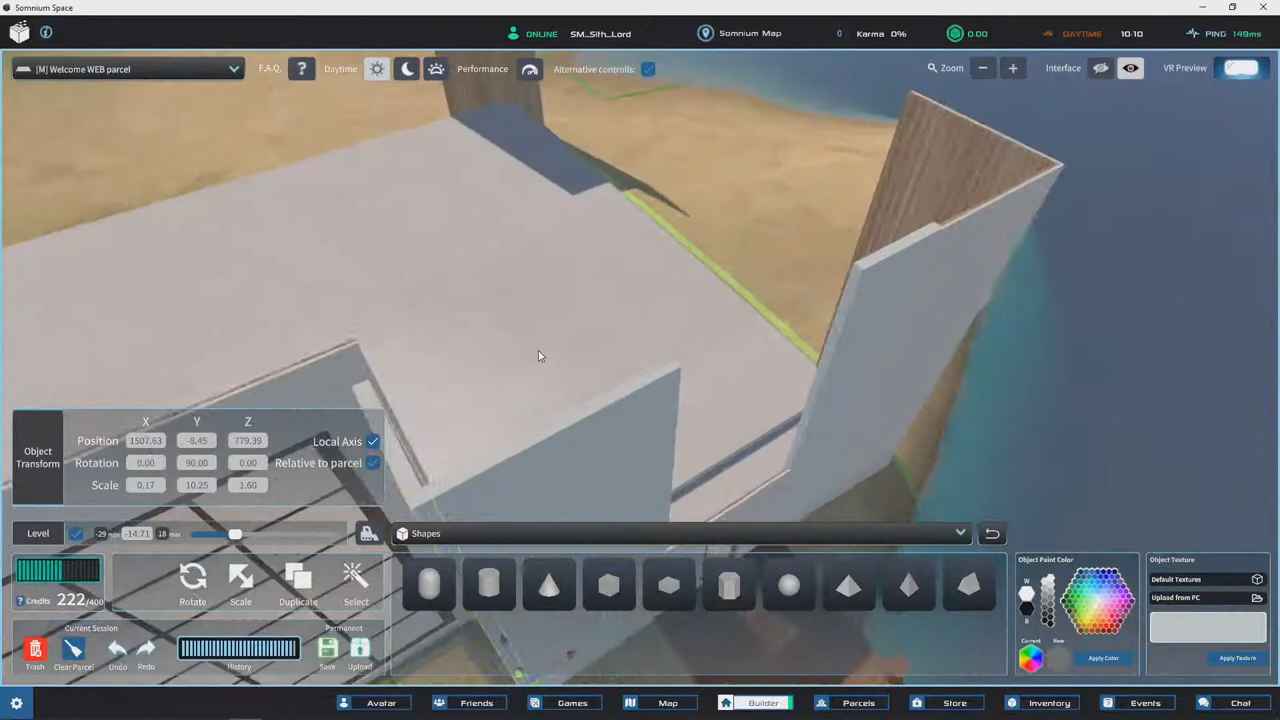 Somnium Space
ONLINE SM_Sith_Lord Somnium Map 0 Karma 0% 0.00 DAYTIME 10:10 PING 149ms
[M] Welcome WEB parcel F.A.Q. ? Daytime Performance Alternative controlls: Zoom Interface VR Preview
X Y Z
Object Transform
Position 1507.63 -8.45 779.39 Local Axis
Rotation 0.00 90.00 0.00 Relative to parcel
Scale 0.17 10.25 1.60
Level -29 min -14.71 18 max Shapes
Object Paint Color Object Texture
W Default Textures
B Upload from PC
? Credits 222/400 Rotate Scale Duplicate Select
Current Session Permanent
Current New
Trash Clear Parcel Undo Redo History Save Upload Apply Color Apply Texture
Avatar Friends Games Map Builder Parcels Store Inventory Events Chat